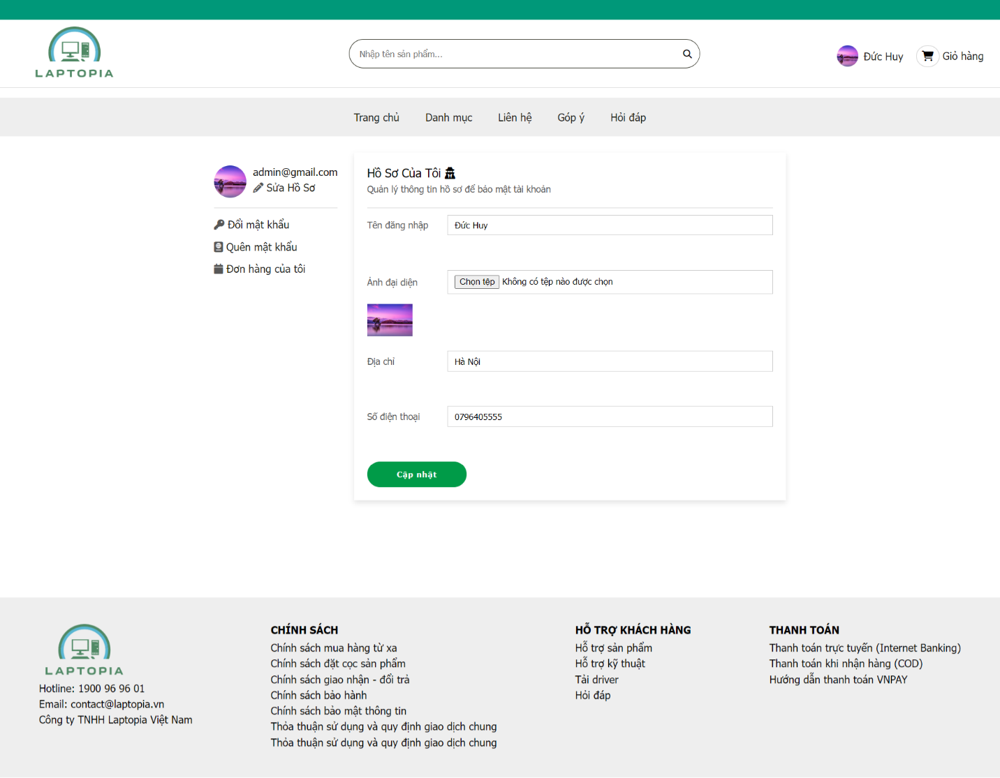 LAPTOPIA
Nhập tên sản phẩm...
Đức Huy
Giỏ hàng
Trang chủ
Danh mục
Liên hệ
Góp ý
Hỏi đáp
admin@gmail.com
Sửa Hồ Sơ
Đổi mật khẩu
Quên mật khẩu
Đơn hàng của tôi
Hồ Sơ Của Tôi
Quản lý thông tin hồ sơ để bảo mật tài khoản
Tên đăng nhập
Đức Huy
Ảnh đại diện
Chọn tệp Không có tệp nào được chọn
Địa chỉ
Hà Nội
Số điện thoại
0796405555
Cập nhật
LAPTOPIA
Hotline: 1900 96 96 01
Email: contact@laptopia.vn
Công ty TNHH Laptopia Việt Nam
CHÍNH SÁCH
Chính sách mua hàng từ xa
Chính sách đặt cọc sản phẩm
Chính sách giao nhận - đổi trả
Chính sách bảo hành
Chính sách bảo mật thông tin
Thỏa thuận sử dụng và quy định giao dịch chung
Thỏa thuận sử dụng và quy định giao dịch chung
HỖ TRỢ KHÁCH HÀNG
Hỗ trợ sản phẩm
Hỗ trợ kỹ thuật
Tải driver
Hỏi đáp
THANH TOÁN
Thanh toán trực tuyến (Internet Banking)
Thanh toán khi nhận hàng (COD)
Hướng dẫn thanh toán VNPAY